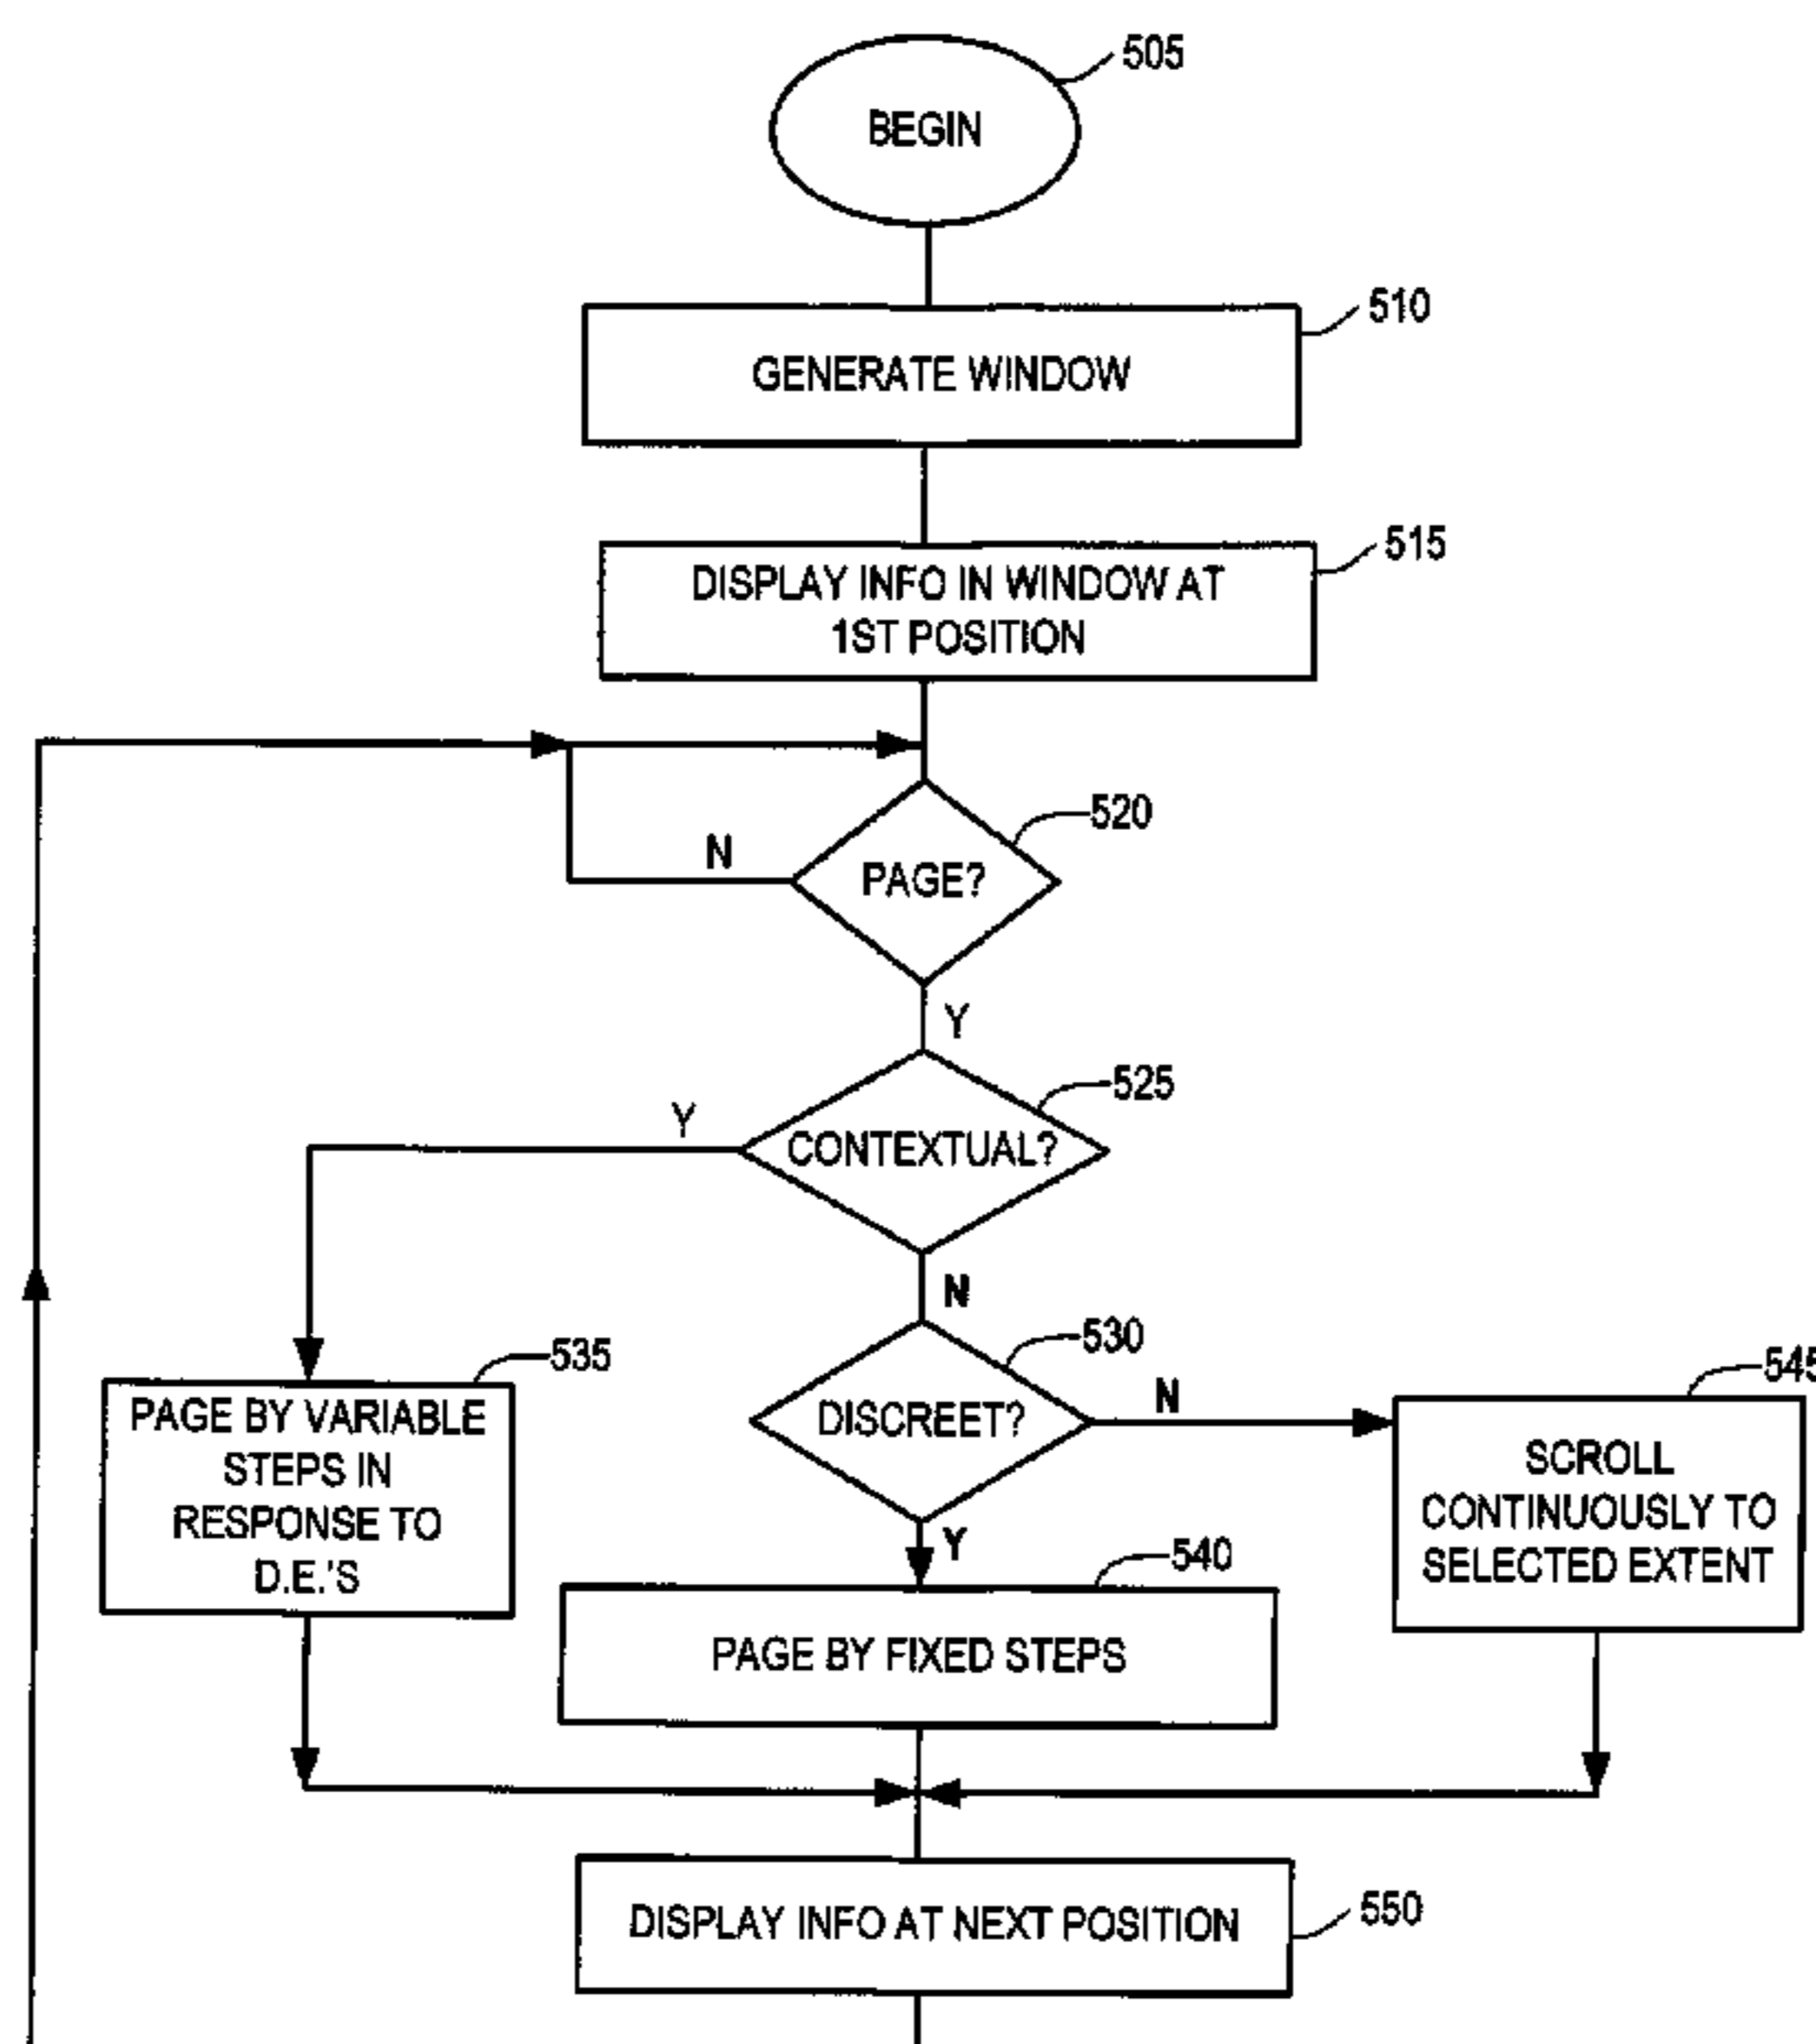 505
BEGIN
510
GENERATE WINDOW
515
DISPLAY INFO IN WINDOW AT
1ST POSITION
520
N
PAGE?
Y
525
Y
CONTEXTUAL?
N
530
535
545
N
PAGE BY VARIABLE
STEPS IN
RESPONSE TO
D.E.'S
DISCREET?
SCROLL
CONTINUOUSLY TO
SELECTED EXTENT
Y
540
PAGE BY FIXED STEPS
550
DISPLAY INFO AT NEXT POSITION